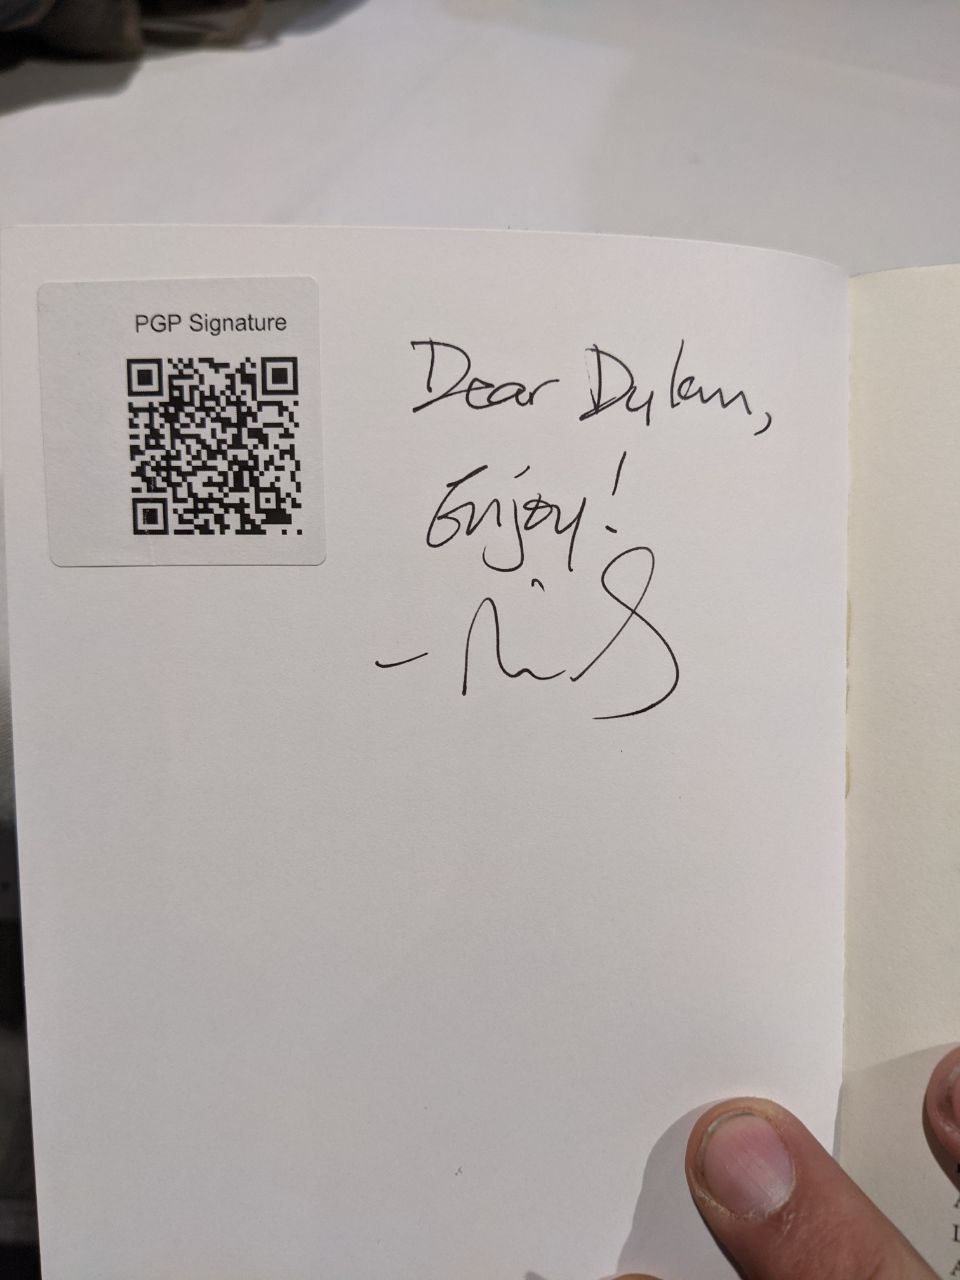 PGP Signature
Dear Dylan,
Enjoy!